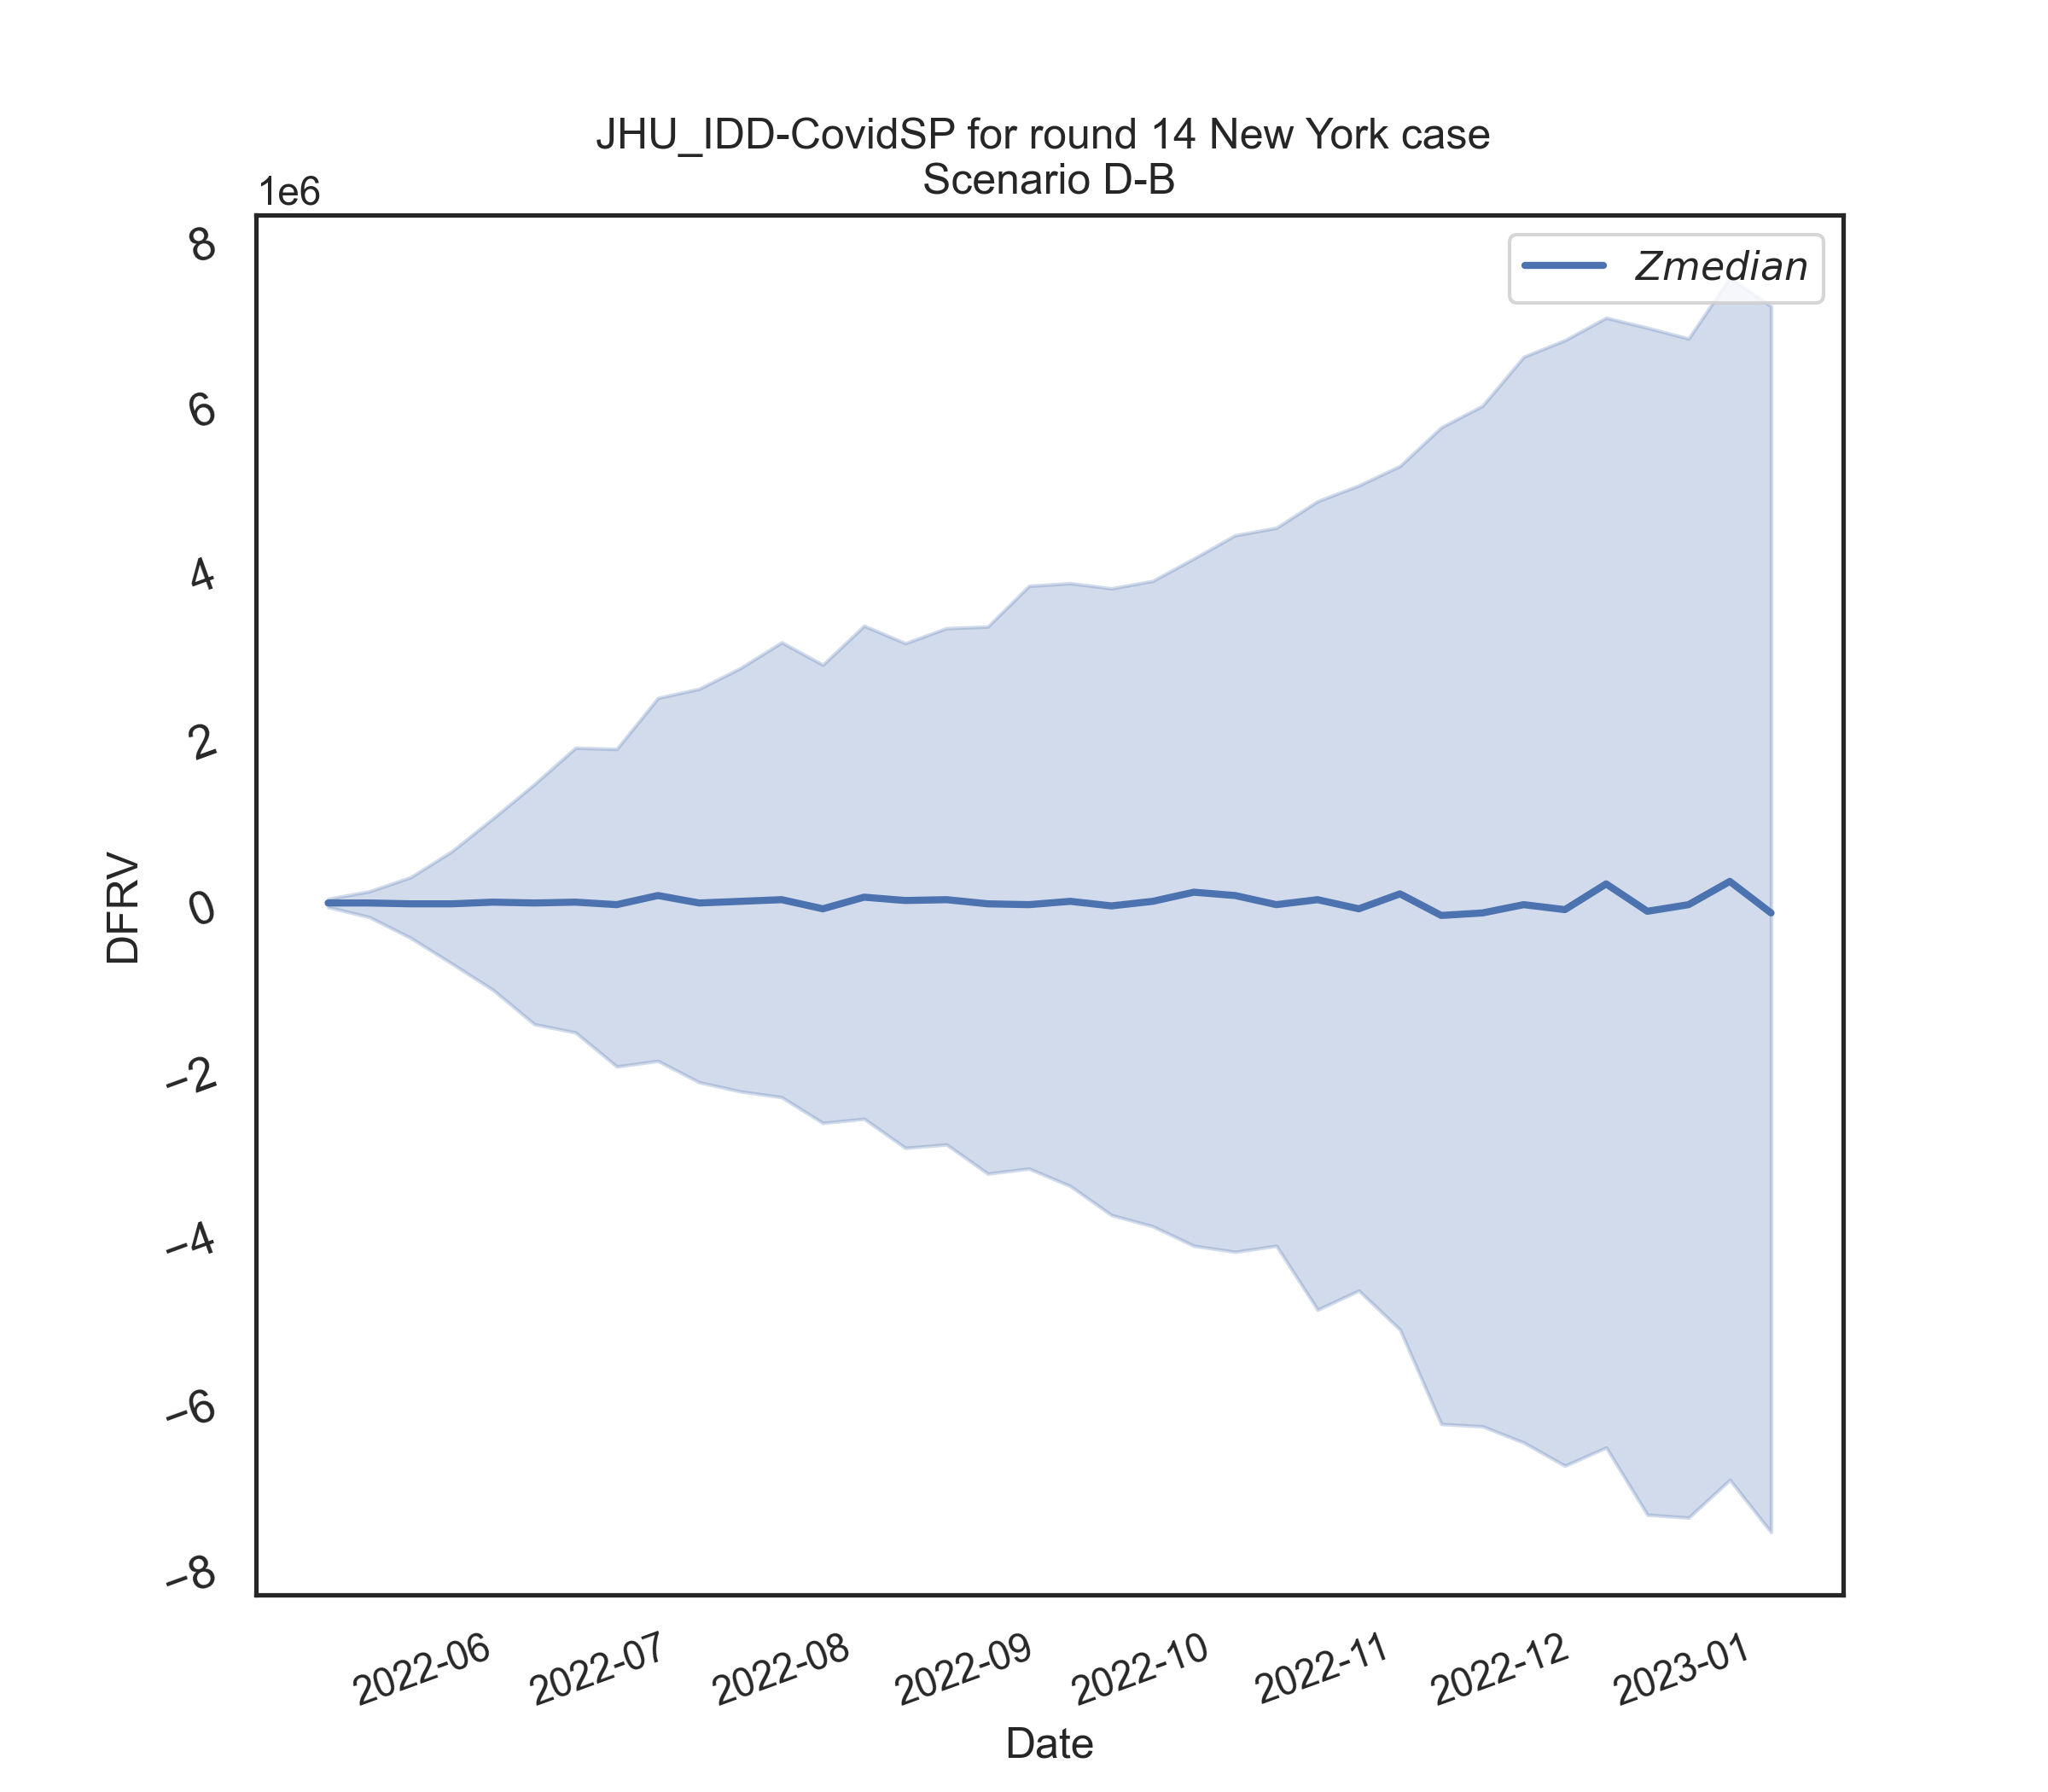 JHU_IDD-CovidSP for round 14 New York case
Scenario D-B
1e6
Zmedian
8
6
4
2
0
−2
−4
−6
−8
DFRV
2022-06
2022-07
2022-08
2022-09
2022-10
2022-11
2022-12
2023-01
Date